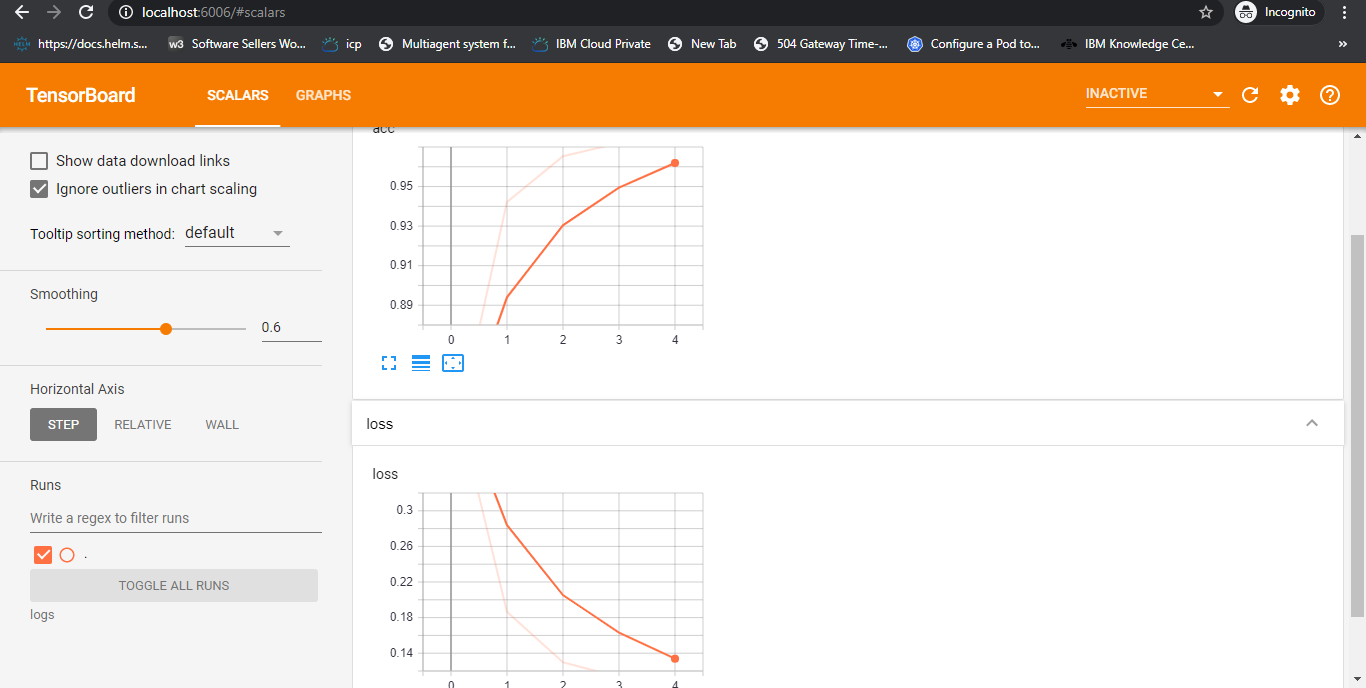 localhost:6006/#scalars
Incognito
https://docs.helm.s... Software Sellers Wo... icp Multiagent system f... IBM Cloud Private New Tab 504 Gateway Time-... Configure a Pod to... IBM Knowledge Ce... »
TensorBoard SCALARS GRAPHS INACTIVE
Show data download links
Ignore outliers in chart scaling
Tooltip sorting method: default
Smoothing
0.6
Horizontal Axis
STEP RELATIVE WALL
Runs
Write a regex to filter runs
.
TOGGLE ALL RUNS
logs
acc
0.95
0.93
0.91
0.89
0 1 2 3 4
loss
loss
0.3
0.26
0.22
0.18
0.14
0 1 2 3 4